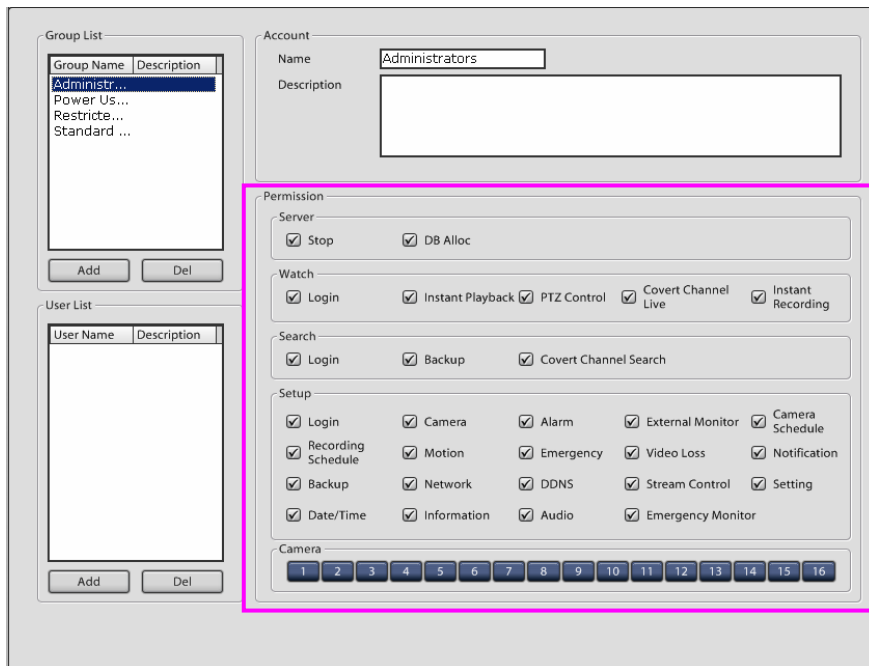 Group List
Group Name Description
Administr...
Power Us...
Restricte...
Standard ...
Add Del
User List
User Name Description
Add Del
Account
Name Administrators
Description
Permission
Server
Stop DB Alloc
Watch
Login Instant Playback PTZ Control Covert Channel Live Instant Recording
Search
Login Backup Covert Channel Search
Setup
Login Camera Alarm External Monitor Camera Schedule
Recording Schedule Motion Emergency Video Loss Notification
Backup Network DDNS Stream Control Setting
Date/Time Information Audio Emergency Monitor
Camera
1 2 3 4 5 6 7 8 9 10 11 12 13 14 15 16